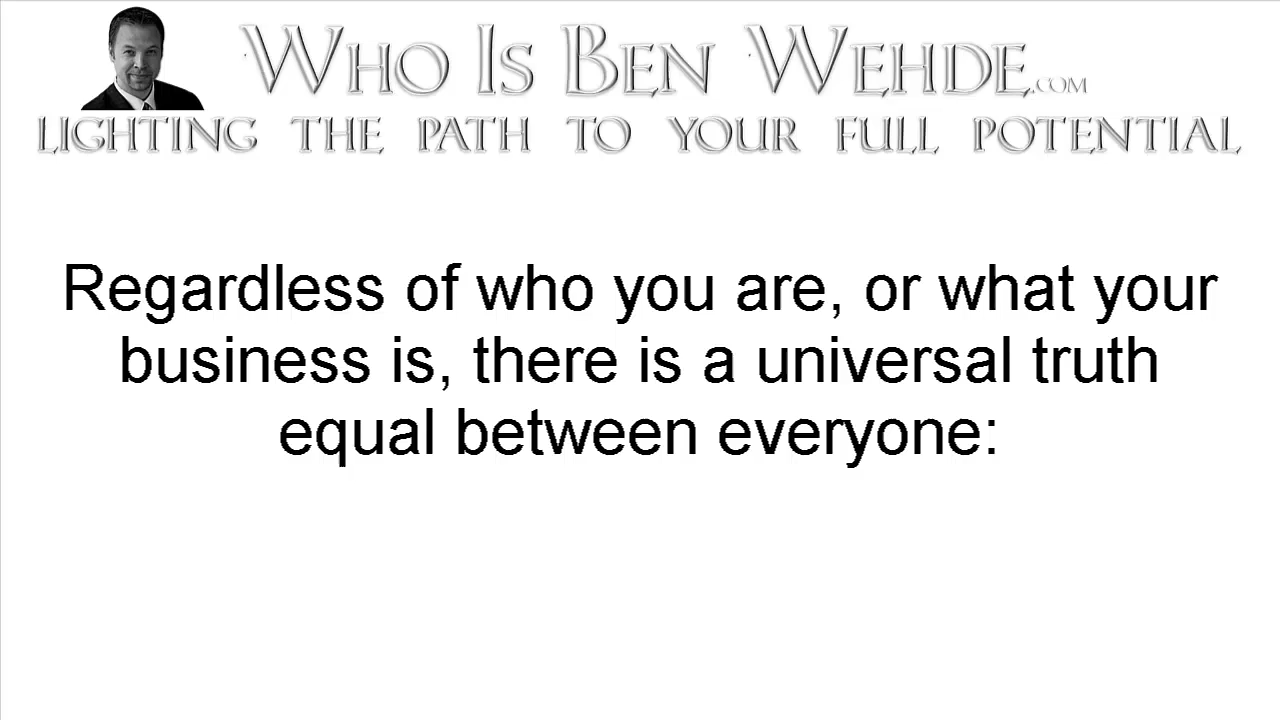 Who Is Ben Wehde.com
Lighting the Path to Your Full Potential
Regardless of who you are, or what your
business is, there is a universal truth
equal between everyone: